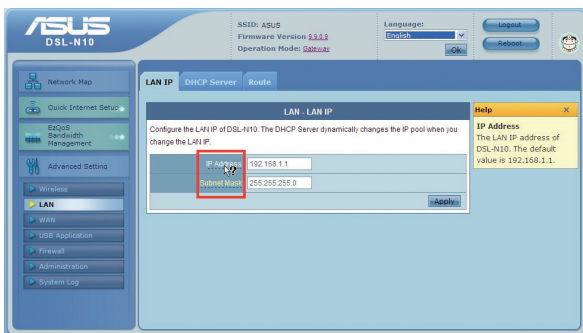 ASUS
DSL-N10
SSID: ASUS
Firmware Version 9.9.0.9
Operation Mode: Gateway
Language:
English
Ok
Logout
Reboot
Network Map
Quick Internet Setup
EzQoS
Bandwidth
Management
Advanced Setting
Wireless
LAN
WAN
USB Application
Firewall
Administration
System Log
LAN IP DHCP Server Route
LAN - LAN IP
Configure the LAN IP of DSL-N10. The DHCP Server dynamically changes the IP pool when you
change the LAN IP.
IP Address 192.168.1.1
Subnet Mask 255.255.255.0
Apply
Help X
IP Address
The LAN IP address of
DSL-N10. The default
value is 192.168.1.1.